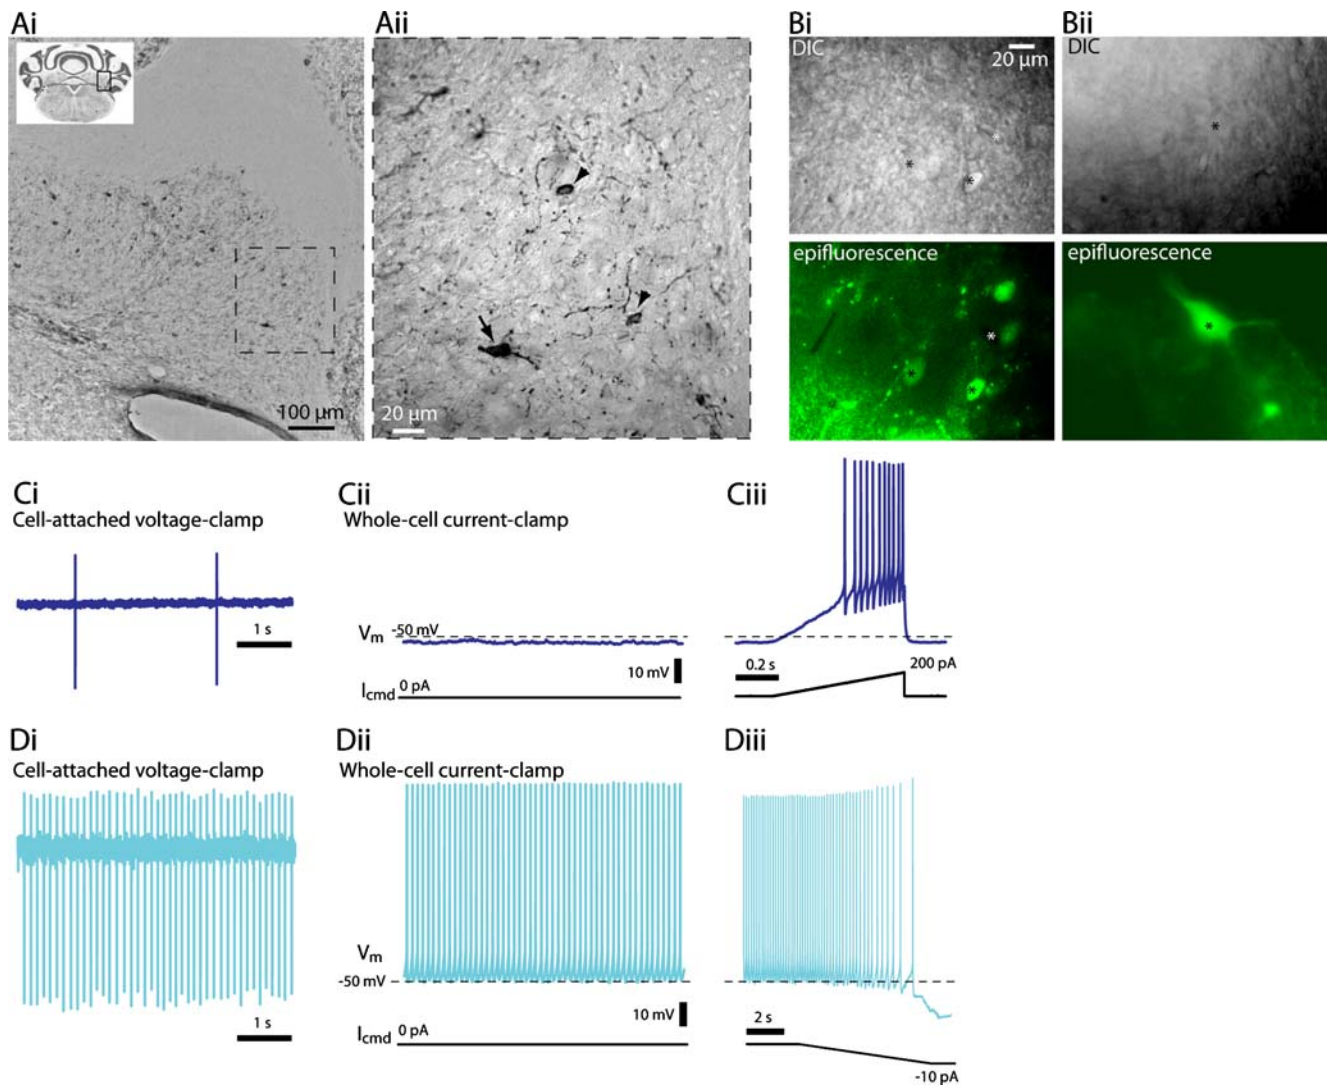 Ai
Aii
Bi
Bii
DIC
20 µm
DIC
*
*
*
*
epifluorescence
epifluorescence
*
*
*
*
100 µm
20 µm
Ci
Cii
Ciii
Cell-attached voltage-clamp
Whole-cell current-clamp
1 s
Vm
-50 mV
10 mV
0.2 s
200 pA
Icmd
0 pA
Di
Dii
Diii
Cell-attached voltage-clamp
Whole-cell current-clamp
Vm
-50 mV
1 s
10 mV
2 s
Icmd
0 pA
-10 pA